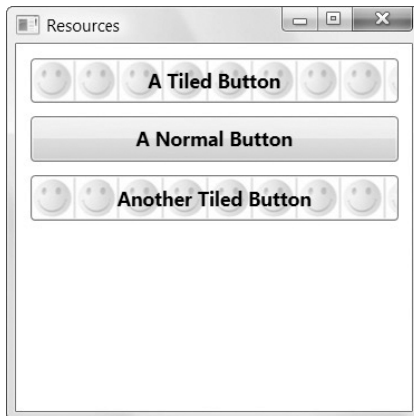 Resources
A Tiled Button
A Normal Button
Another Tiled Button